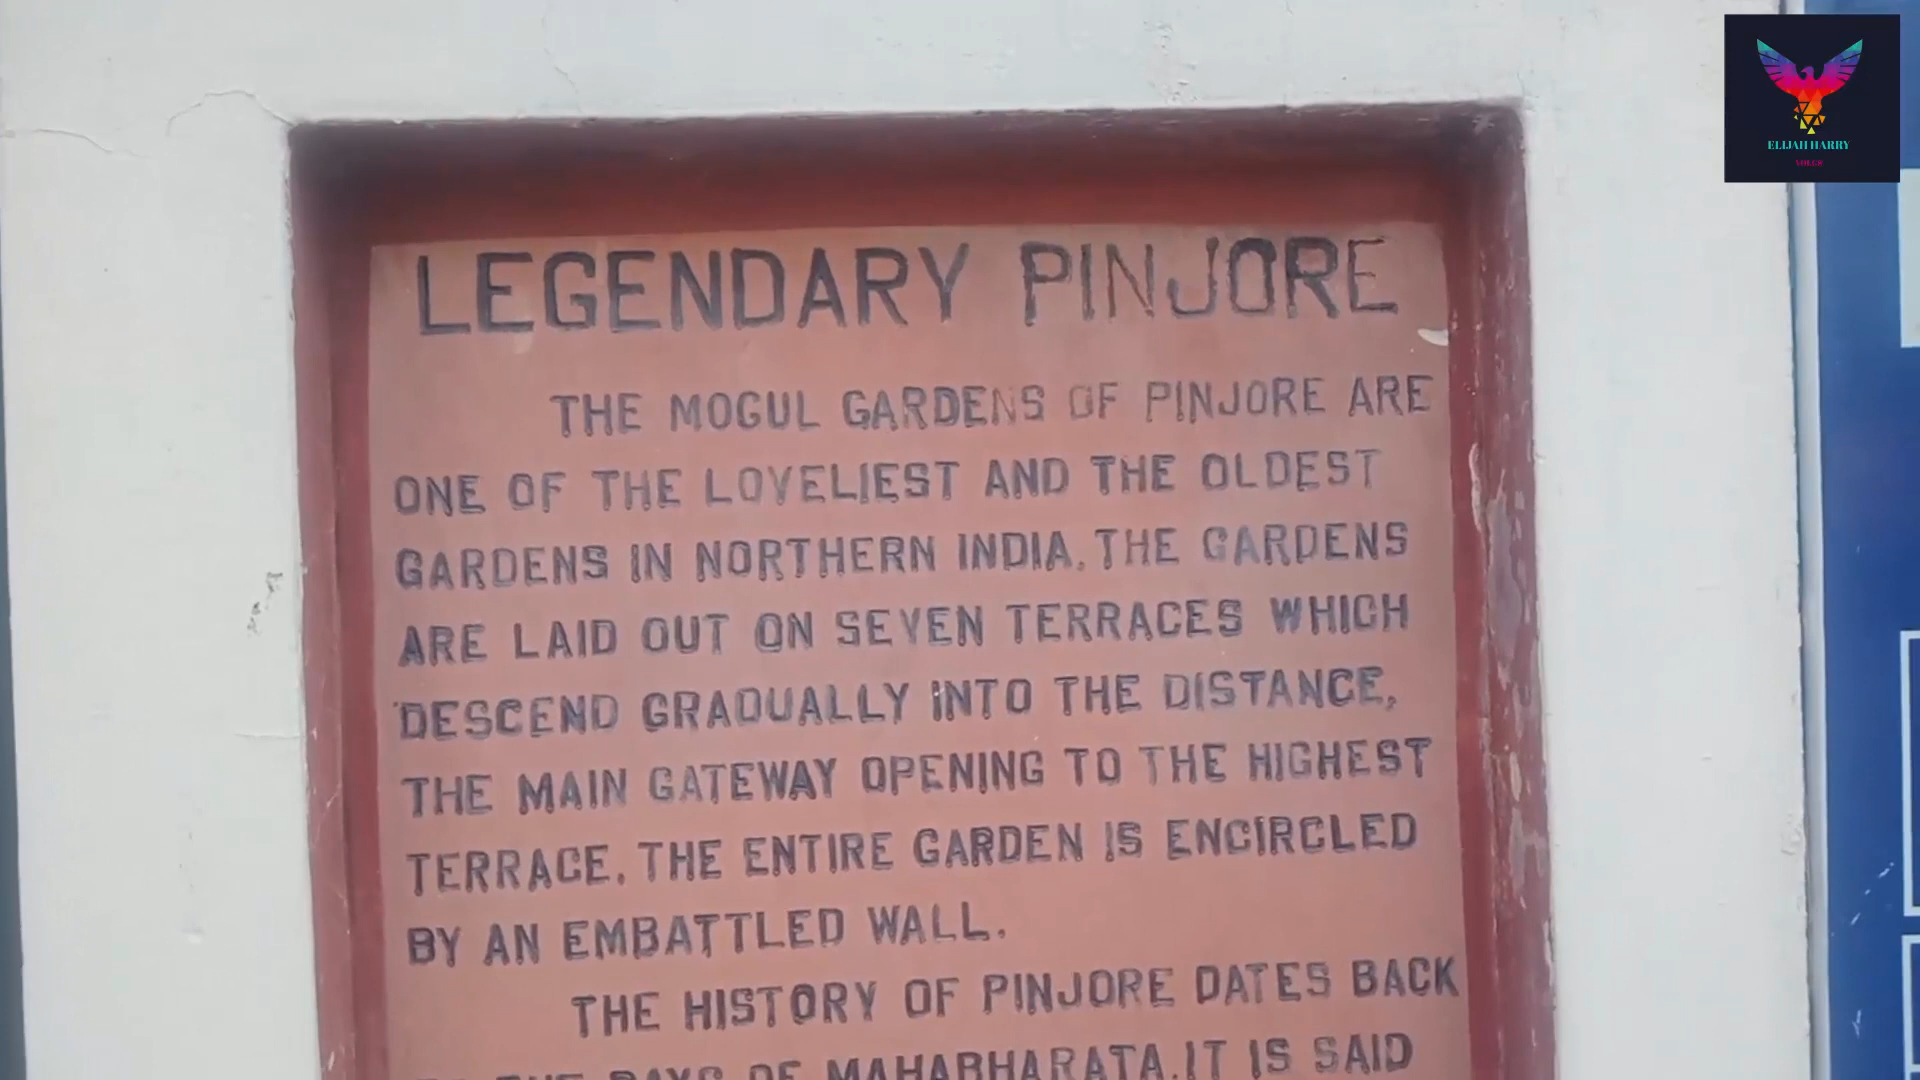 ELIJAH HARRY
VOLGS
LEGENDARY PINJORE
THE MOGUL GARDENS OF PINJORE ARE
ONE OF THE LOVELIEST AND THE OLDEST
GARDENS IN NORTHERN INDIA. THE GARDENS
ARE LAID OUT ON SEVEN TERRACES WHICH
DESCEND GRADUALLY INTO THE DISTANCE,
THE MAIN GATEWAY OPENING TO THE HIGHEST
TERRACE. THE ENTIRE GARDEN IS ENCIRCLED
BY AN EMBATTLED WALL.
THE HISTORY OF PINJORE DATES BACK
THE DAYS OF MAHABHARATA. IT IS SAID